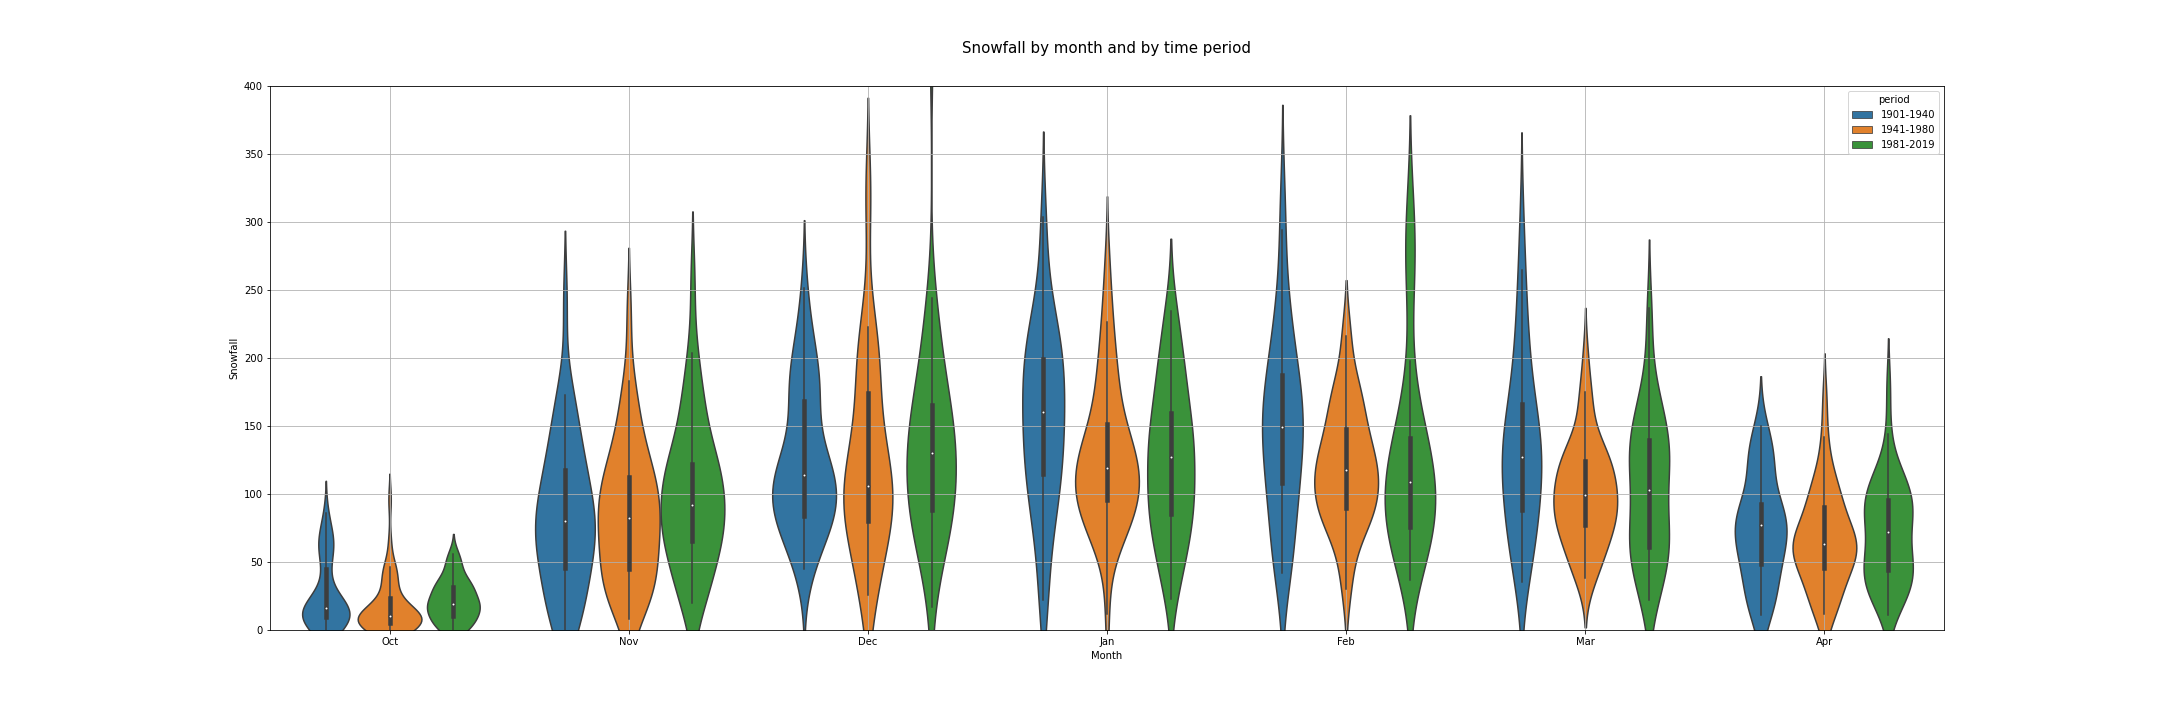 Snowfall by month and by time period
period
1901-1940
1941-1980
1981-2019
Snowfall
400
350
300
250
200
150
100
50
0
Oct Nov Dec Jan Feb Mar Apr
Month